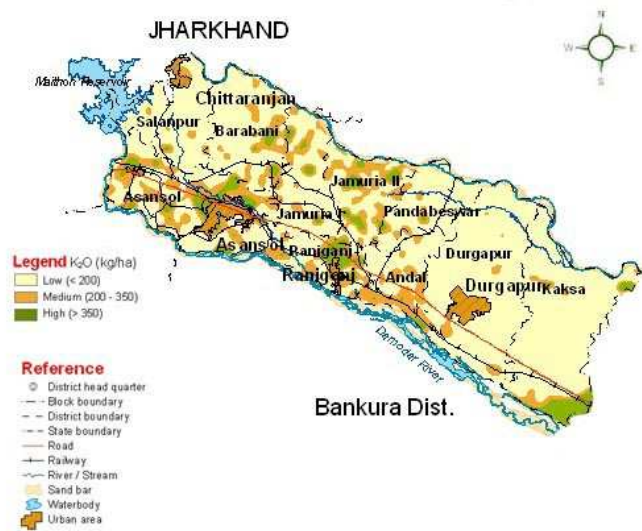 JHARKHAND
N
W
E
S
Maithon Reservoir
Chittaranjan
Salanpur
Barabani
Jamuria II
Asansol
Jamuria I
Pandabeswar
Asansol
Raniganj
Durgapur
Raniganj
Andal
Durgapur
Kaksa
Damoder River
Bankura Dist.
Legend K₂O (kg/ha)
Low (< 200)
Medium (200 - 350)
High (> 350)
Reference
District head quarter
Block boundary
District boundary
State boundary
Road
Railway
River / Stream
Sand bar
Waterbody
Urban area